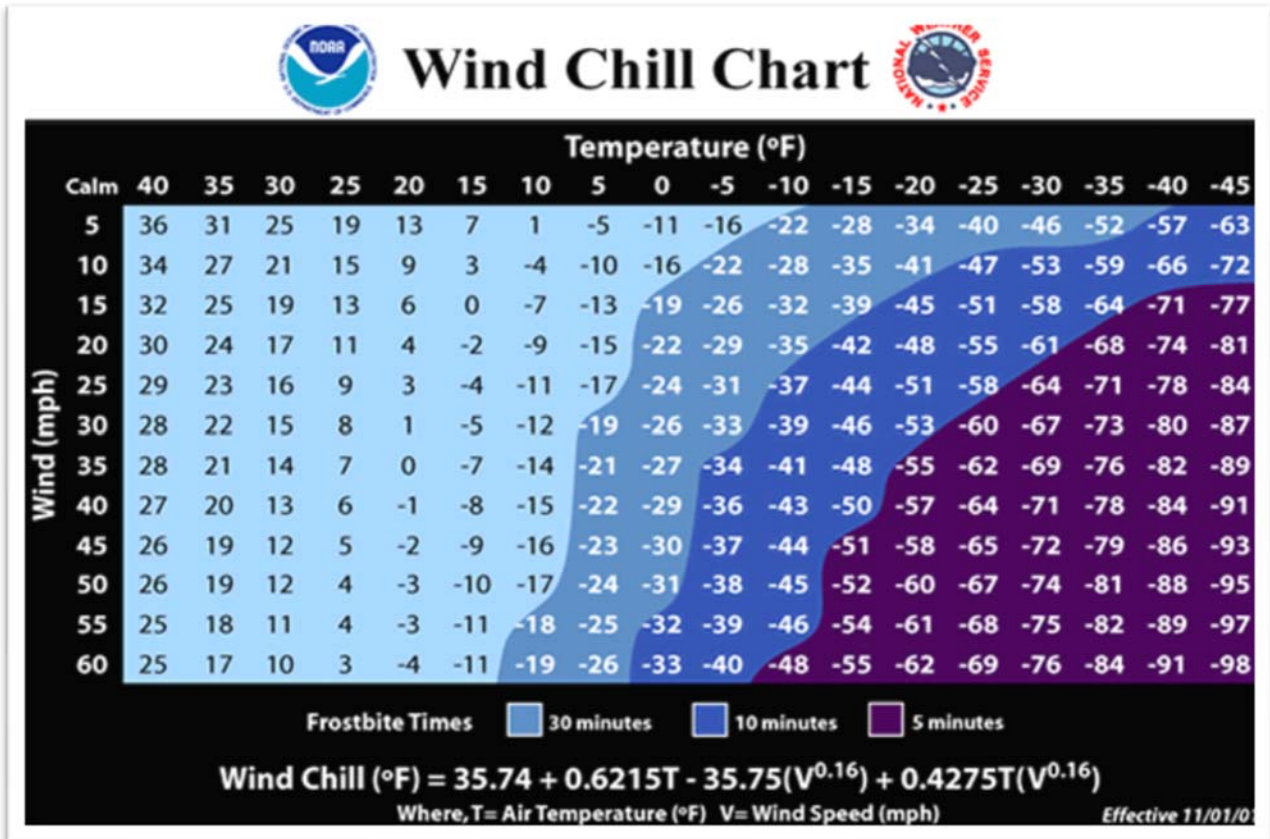 NOAA
Wind Chill Chart
NATIONAL WEATHER SERVICE
Temperature (ºF)
Calm 40 35 30 25 20 15 10 5 0 -5 -10 -15 -20 -25 -30 -35 -40 -45
5 36 31 25 19 13 7 1 -5 -11 -16 -22 -28 -34 -40 -46 -52 -57 -63
10 34 27 21 15 9 3 -4 -10 -16 -22 -28 -35 -41 -47 -53 -59 -66 -72
15 32 25 19 13 6 0 -7 -13 -19 -26 -32 -39 -45 -51 -58 -64 -71 -77
20 30 24 17 11 4 -2 -9 -15 -22 -29 -35 -42 -48 -55 -61 -68 -74 -81
Wind (mph)
25 29 23 16 9 3 -4 -11 -17 -24 -31 -37 -44 -51 -58 -64 -71 -78 -84
30 28 22 15 8 1 -5 -12 -19 -26 -33 -39 -46 -53 -60 -67 -73 -80 -87
35 28 21 14 7 0 -7 -14 -21 -27 -34 -41 -48 -55 -62 -69 -76 -82 -89
40 27 20 13 6 -1 -8 -15 -22 -29 -36 -43 -50 -57 -64 -71 -78 -84 -91
45 26 19 12 5 -2 -9 -16 -23 -30 -37 -44 -51 -58 -65 -72 -79 -86 -93
50 26 19 12 4 -3 -10 -17 -24 -31 -38 -45 -52 -60 -67 -74 -81 -88 -95
55 25 18 11 4 -3 -11 -18 -25 -32 -39 -46 -54 -61 -68 -75 -82 -89 -97
60 25 17 10 3 -4 -11 -19 -26 -33 -40 -48 -55 -62 -69 -76 -84 -91 -98
Frostbite Times 30 minutes 10 minutes 5 minutes
Wind Chill (ºF) = 35.74 + 0.6215T - 35.75(V^0.16) + 0.4275T(V^0.16)
Where, T= Air Temperature (ºF) V= Wind Speed (mph) Effective 11/01/0